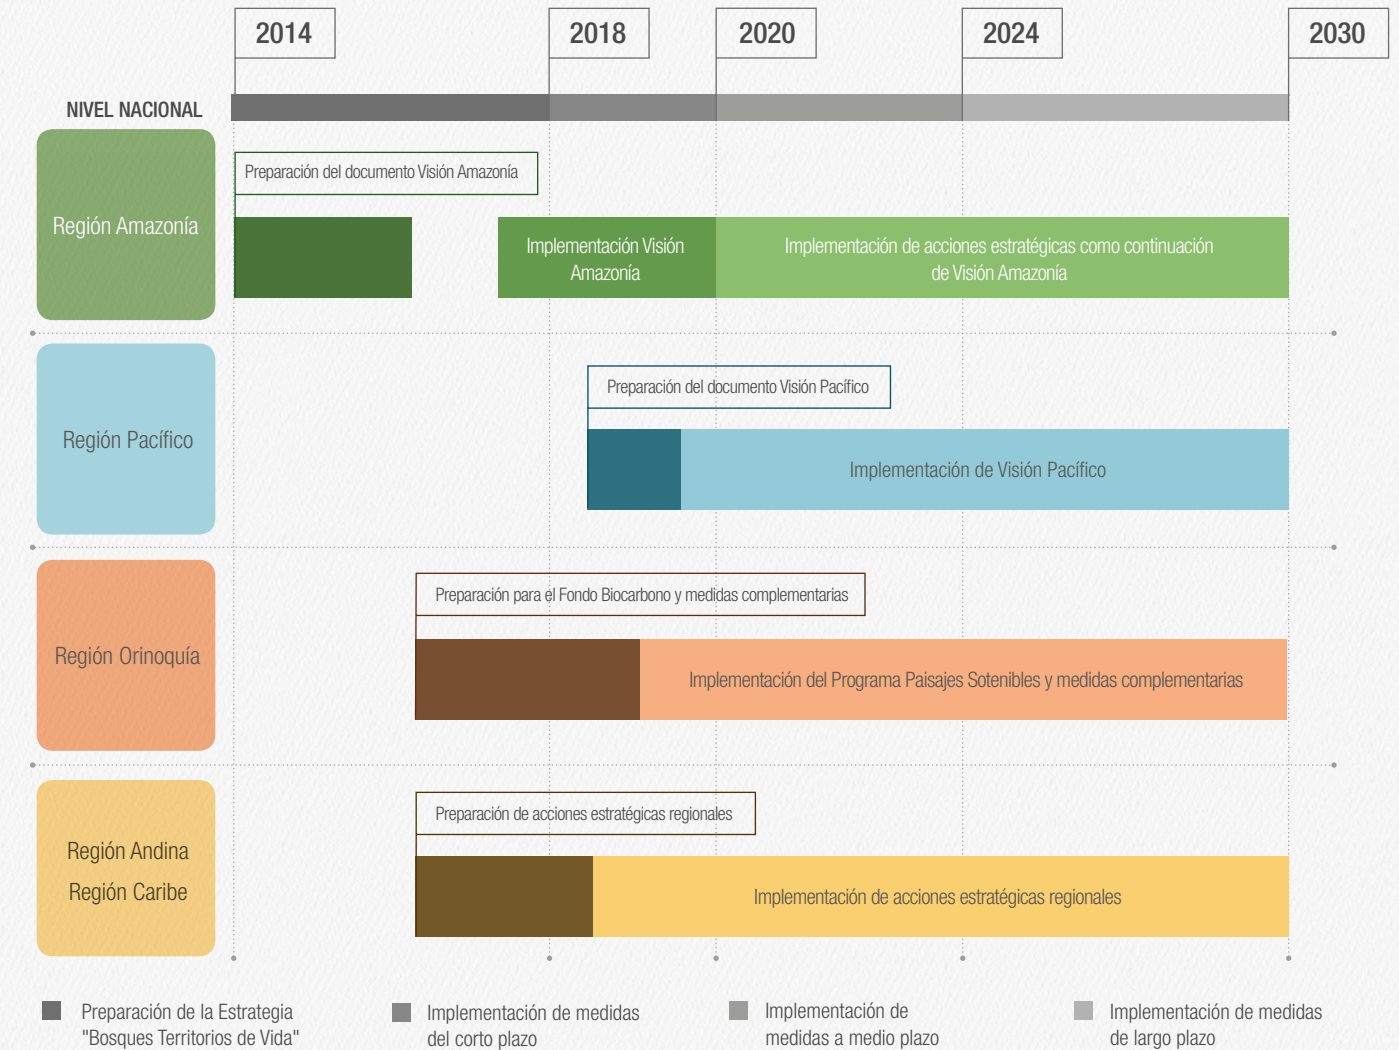 2014
2018
2020
2024
2030
NIVEL NACIONAL
Preparación del documento Visión Amazonía
Región Amazonía
Implementación Visión
Amazonía
Implementación de acciones estratégicas como continuación
de Visión Amazonía
Preparación del documento Visión Pacífico
Región Pacífico
Implementación de Visión Pacífico
Preparación para el Fondo Biocarbono y medidas complementarias
Región Orinoquía
Implementación del Programa Paisajes Sotenibles y medidas complementarias
Preparación de acciones estratégicas regionales
Región Andina
Región Caribe
Implementación de acciones estratégicas regionales
Preparación de la Estrategia
"Bosques Territorios de Vida"
Implementación de medidas
del corto plazo
Implementación de
medidas a medio plazo
Implementación de medidas
de largo plazo